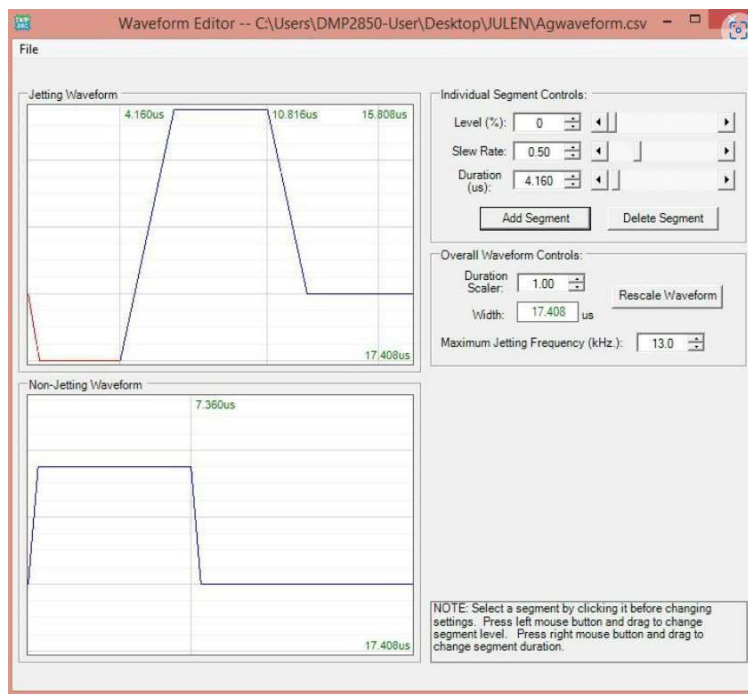 Waveform Editor -- C:\Users\DMP2850-User\Desktop\JULEN\Agwaveform.csv
File
Jetting Waveform
4.160us 10.816us 15.808us
17.408us
Non-Jetting Waveform
7.360us
17.408us
Individual Segment Controls:
Level (%): 0
Slew Rate: 0.50
Duration
(us): 4.160
Add Segment Delete Segment
Overall Waveform Controls:
Duration
Scaler: 1.00
Rescale Waveform
Width: 17.408 us
Maximum Jetting Frequency (kHz.): 13.0
NOTE: Select a segment by clicking it before changing
settings. Press left mouse button and drag to change
segment level. Press right mouse button and drag to
change segment duration.